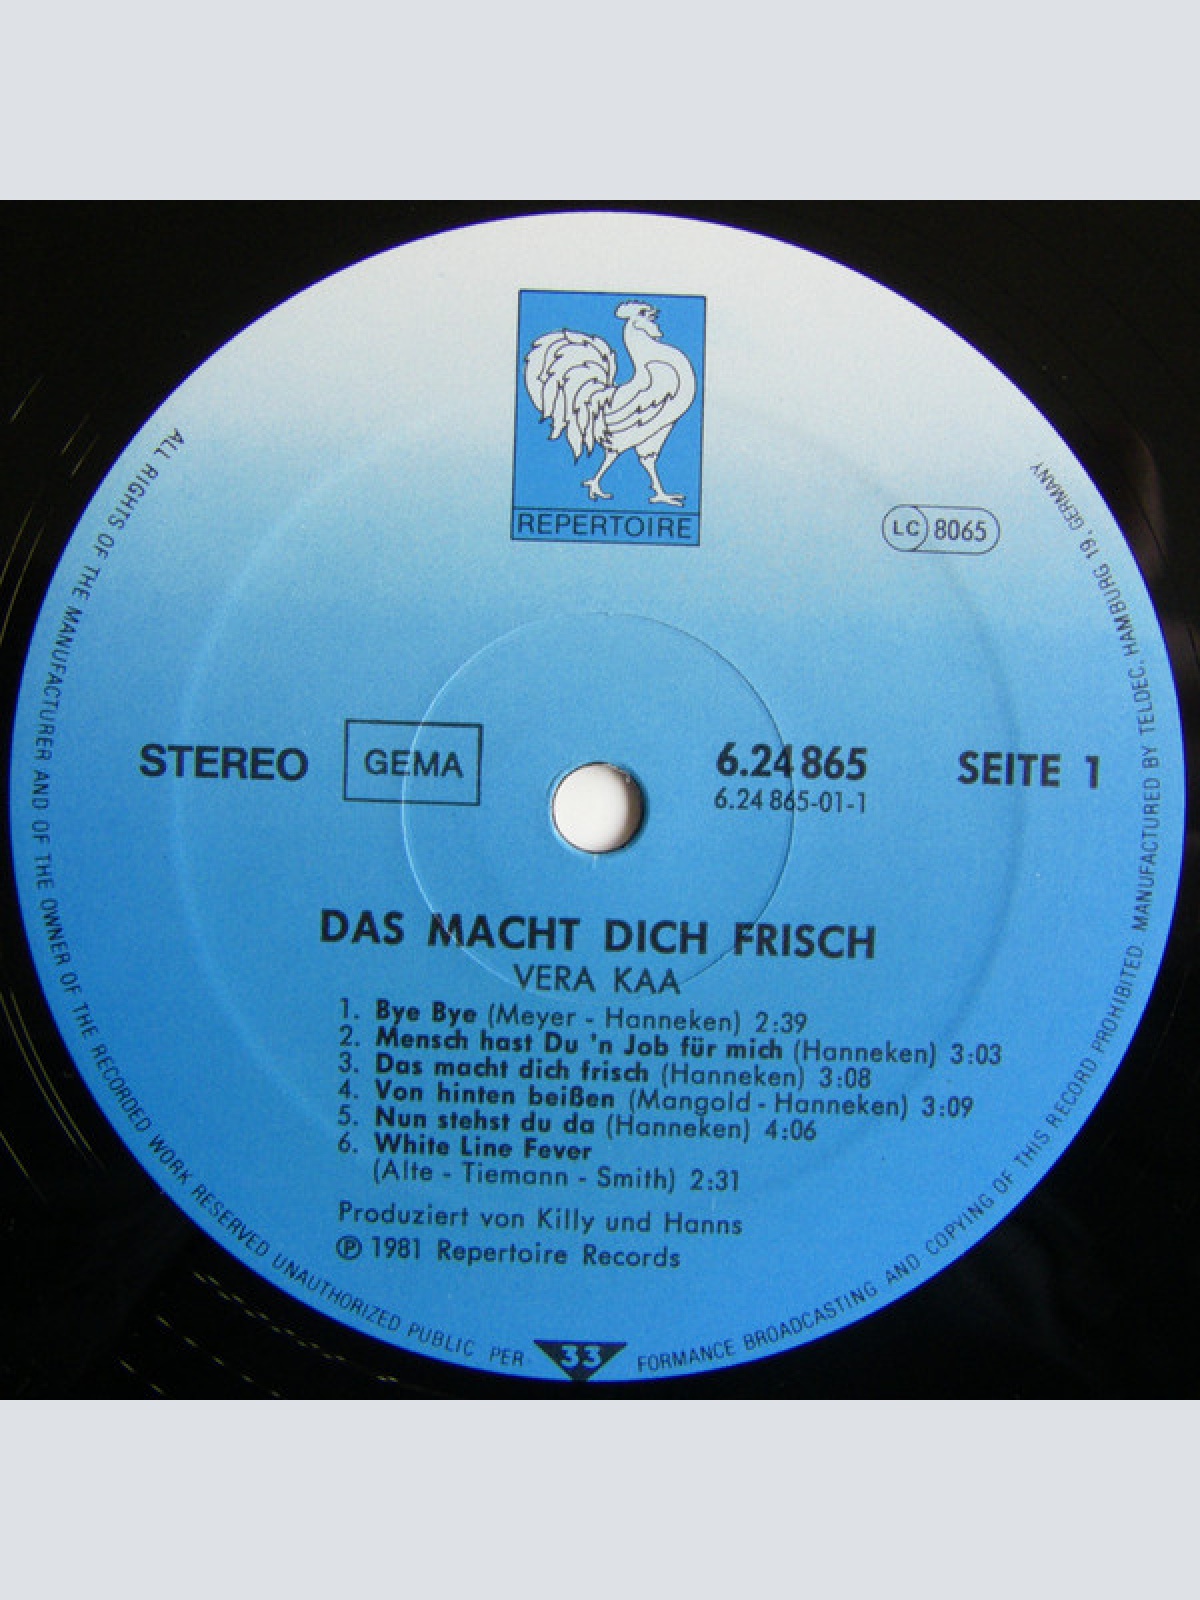 REPERTOIRE
LC 8065
STEREO GEMA 6.24 865 SEITE 1
6.24 865-01-1
DAS MACHT DICH FRISCH
VERA KAA
1. Bye Bye (Meyer - Hanneken) 2:39
2. Mensch hast Du 'n Job für mich (Hanneken) 3:03
3. Das macht dich frisch (Hanneken) 3:08
4. Von hinten beißen (Mangold - Hanneken) 3:09
5. Nun stehst du da (Hanneken) 4:06
6. White Line Fever
(Alte - Tiemann - Smith) 2:31
Produziert von Killy und Hanns
℗ 1981 Repertoire Records
ALL RIGHTS OF THE MANUFACTURER AND OF THE OWNER OF THE RECORDED WORK RESERVED UNAUTHORIZED PUBLIC PER- FORMANCE BROADCASTING AND COPYING OF THIS RECORD PROHIBITED. MANUFACTURED BY TELDEC, HAMBURG 19, GERMANY
33